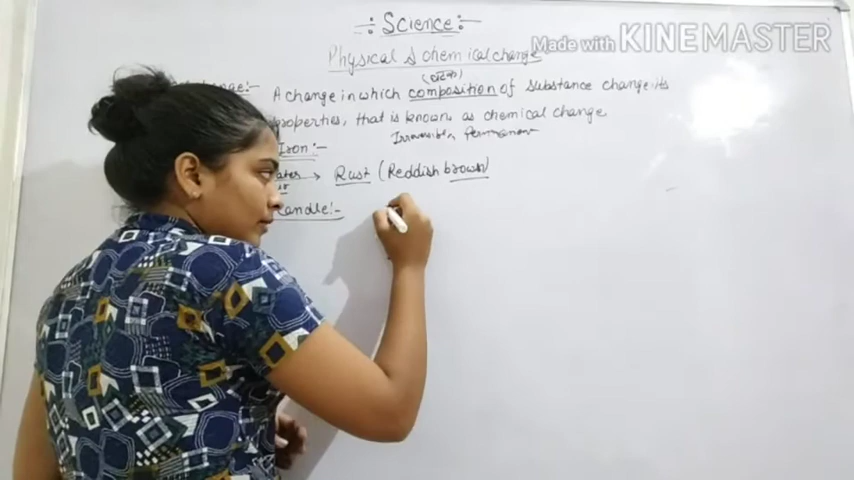 ÷ Science ÷
Made with KINEMASTER
Physical & chemical change
change:-
A change in which composition of substance change its
properties, that is known as chemical change
Irreversible, Permanent
Iron:-
→ Rust (Reddish brown)
Candle:-